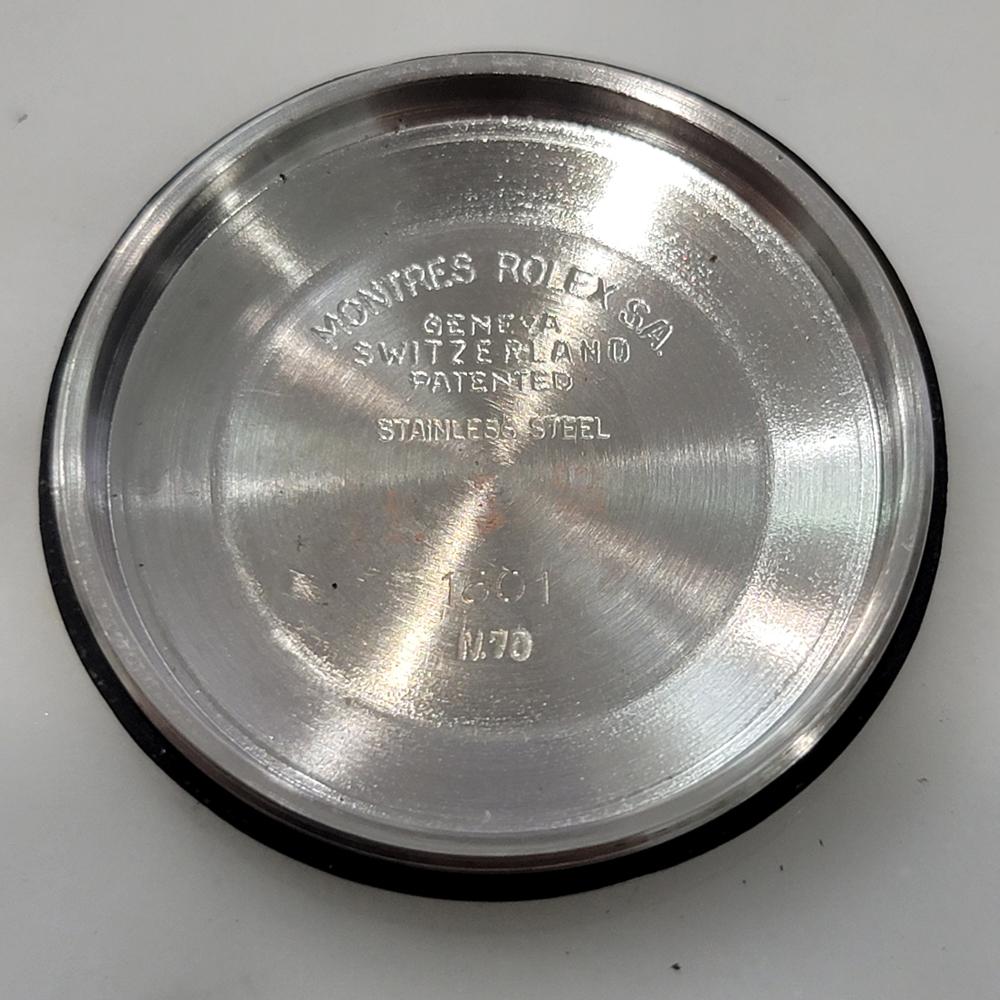 MONTRES ROLEX S.A.
GENEVA
SWITZERLAND
PATENTED
STAINLESS STEEL
1601
IV.70